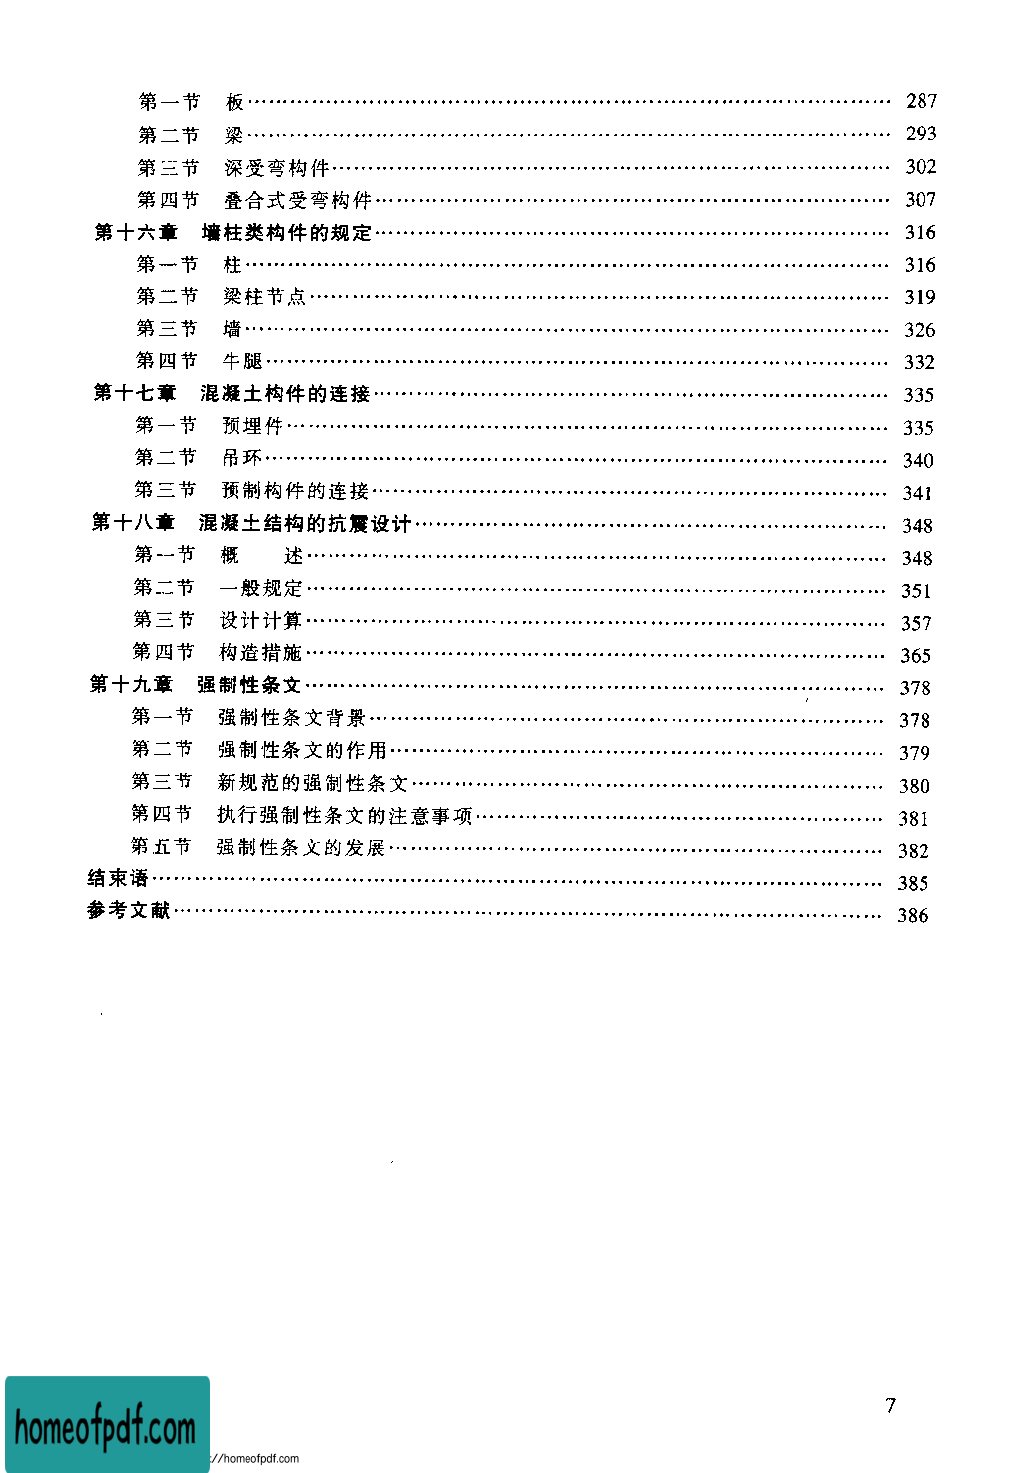 第一节　板………… 287
第二节　梁………… 293
第三节　深受弯构件………… 302
第四节　叠合式受弯构件………… 307
第十六章　墙柱类构件的规定………… 316
第一节　柱………… 316
第二节　梁柱节点………… 319
第三节　墙………… 326
第四节　牛腿………… 332
第十七章　混凝土构件的连接………… 335
第一节　预埋件………… 335
第二节　吊环………… 340
第三节　预制构件的连接………… 341
第十八章　混凝土结构的抗震设计………… 348
第一节　概　　述………… 348
第二节　一般规定………… 351
第三节　设计计算………… 357
第四节　构造措施………… 365
第十九章　强制性条文………… 378
第一节　强制性条文背景………… 378
第二节　强制性条文的作用………… 379
第三节　新规范的强制性条文………… 380
第四节　执行强制性条文的注意事项………… 381
第五节　强制性条文的发展………… 382
结束语………… 385
参考文献………… 386
7
homeofpdf.com
://homeofpdf.com